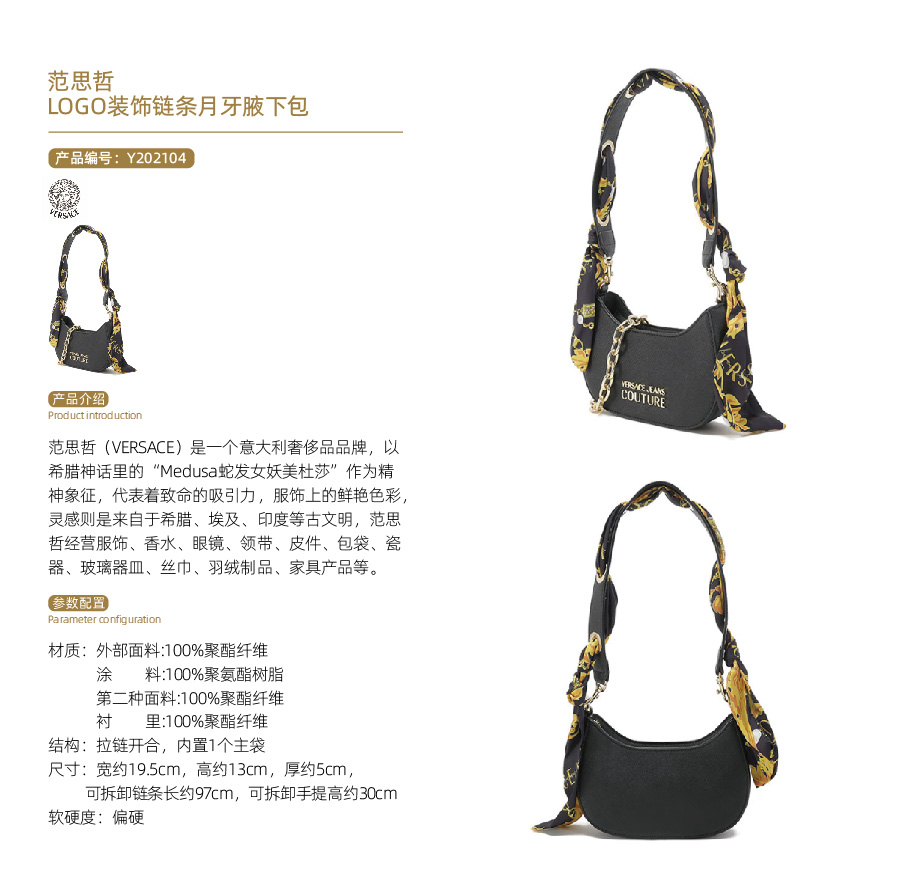 范思哲
LOGO装饰链条月牙腋下包
产品编号：Y202104
VERSACE
产品介绍
Product introduction
范思哲（VERSACE）是一个意大利奢侈品品牌，以
希腊神话里的“Medusa蛇发女妖美杜莎”作为精
神象征，代表着致命的吸引力，服饰上的鲜艳色彩，
灵感则是来自于希腊、埃及、印度等古文明，范思
哲经营服饰、香水、眼镜、领带、皮件、包袋、瓷
器、玻璃器皿、丝巾、羽绒制品、家具产品等。
参数配置
Parameter configuration
材质：外部面料:100%聚酯纤维
涂　　料:100%聚氨酯树脂
第二种面料:100%聚酯纤维
衬　　里:100%聚酯纤维
结构：拉链开合，内置1个主袋
尺寸：宽约19.5cm，高约13cm，厚约5cm，
可拆卸链条长约97cm，可拆卸手提高约30cm
软硬度：偏硬
VERSACE JEANS
COUTURE
VERSACE JEANS
COUTURE